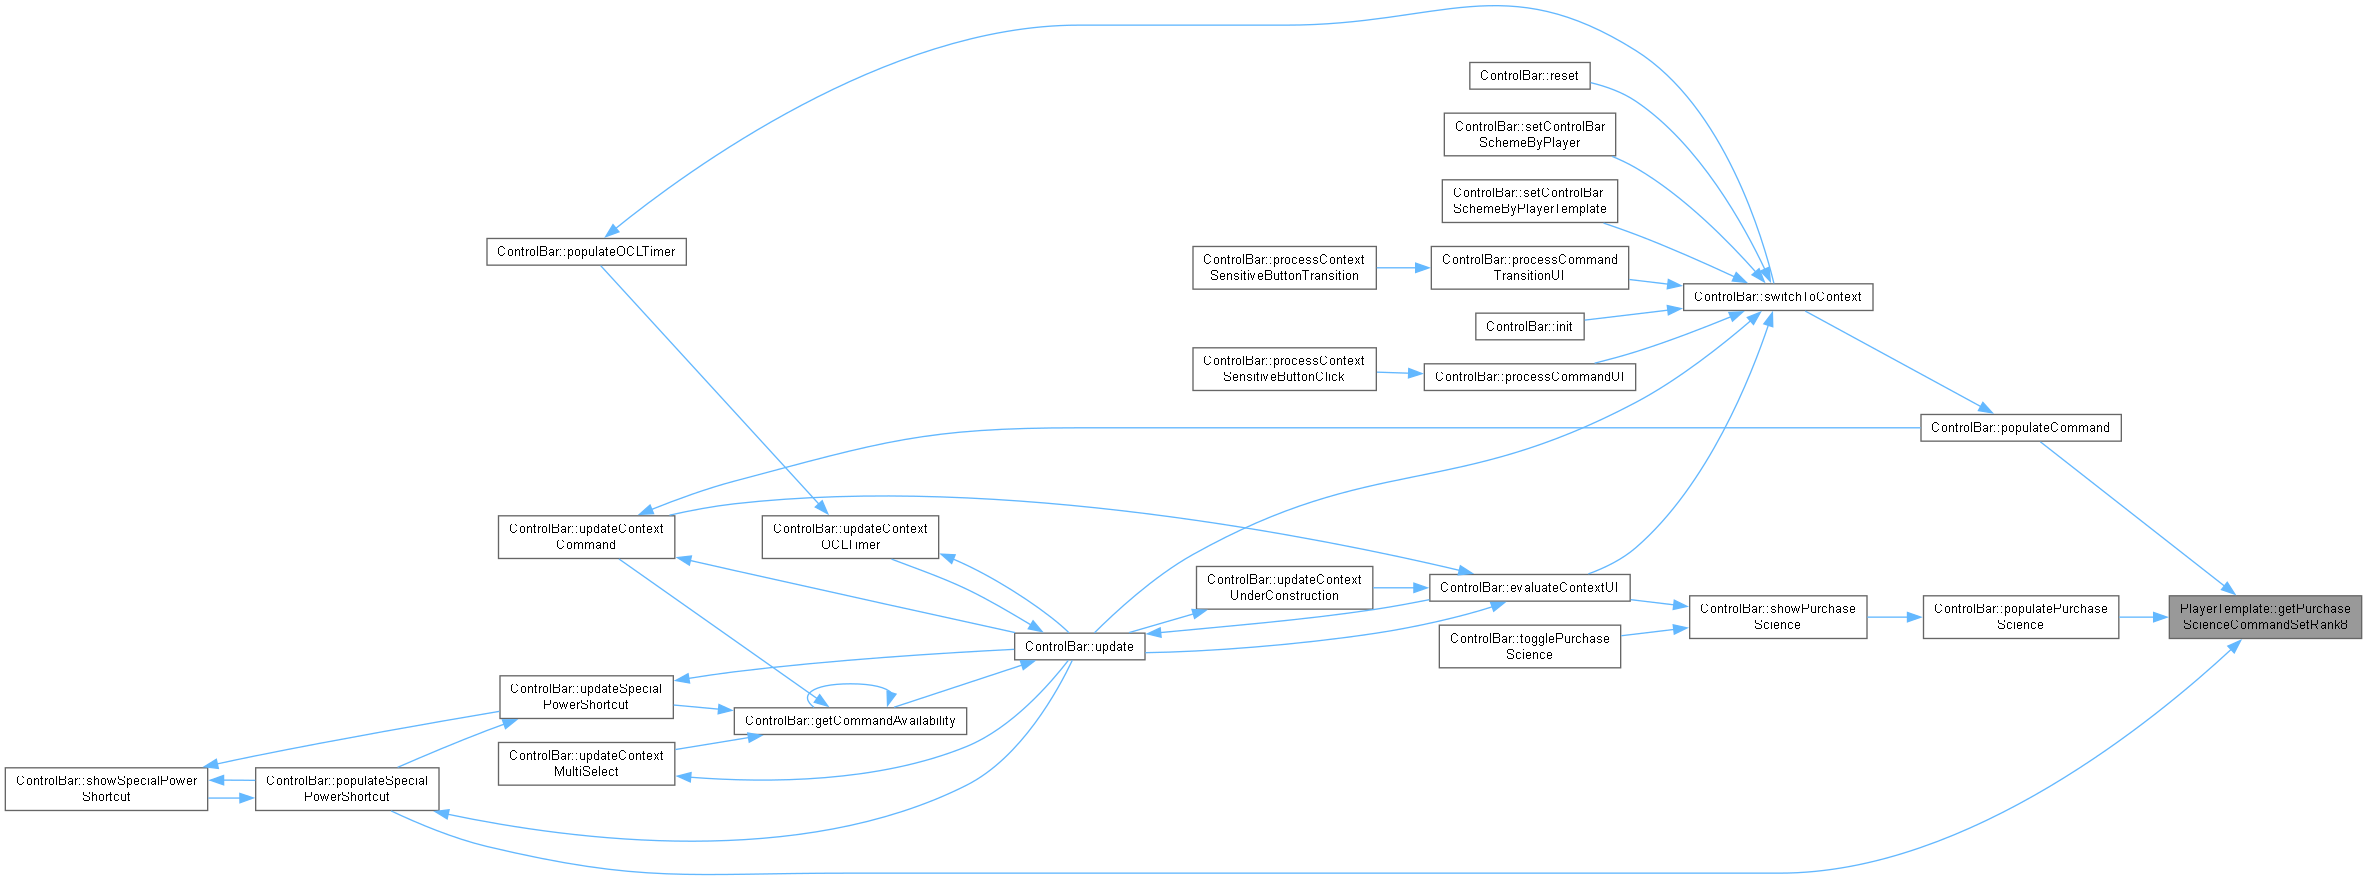 ControlBar::reset
ControlBar::setControlBar
SchemeByPlayer
ControlBar::setControlBar
SchemeByPlayerTemplate
ControlBar::populateOCLTimer
ControlBar::processContext
SensitiveButtonTransition
ControlBar::processCommand
TransitionUI
ControlBar::switchToContext
ControlBar::init
ControlBar::processContext
SensitiveButtonClick
ControlBar::processCommandUI
ControlBar::populateCommand
ControlBar::updateContext
Command
ControlBar::updateContext
OCLTimer
ControlBar::updateContext
UnderConstruction
ControlBar::evaluateContextUI
ControlBar::showPurchase
Science
ControlBar::populatePurchase
Science
PlayerTemplate::getPurchase
ScienceCommandSetRank8
ControlBar::togglePurchase
Science
ControlBar::update
ControlBar::updateSpecial
PowerShortcut
ControlBar::getCommandAvailability
ControlBar::updateContext
MultiSelect
ControlBar::showSpecialPower
Shortcut
ControlBar::populateSpecial
PowerShortcut